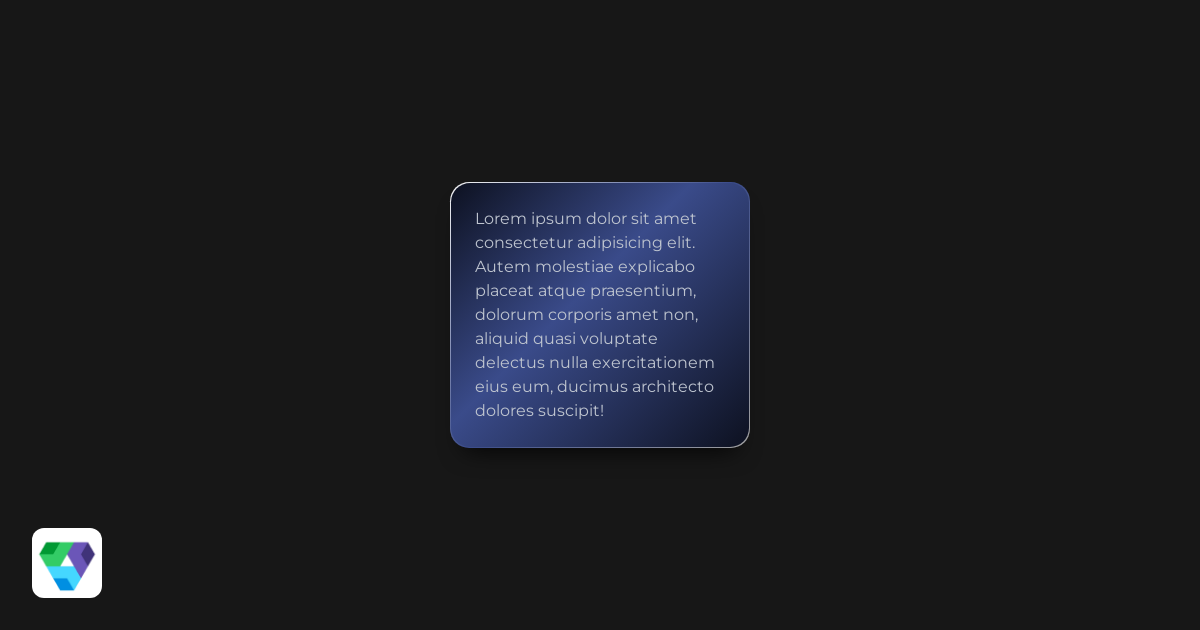 Lorem ipsum dolor sit amet
consectetur adipisicing elit.
Autem molestiae explicabo
placeat atque praesentium,
dolorum corporis amet non,
aliquid quasi voluptate
delectus nulla exercitationem
eius eum, ducimus architecto
dolores suscipit!